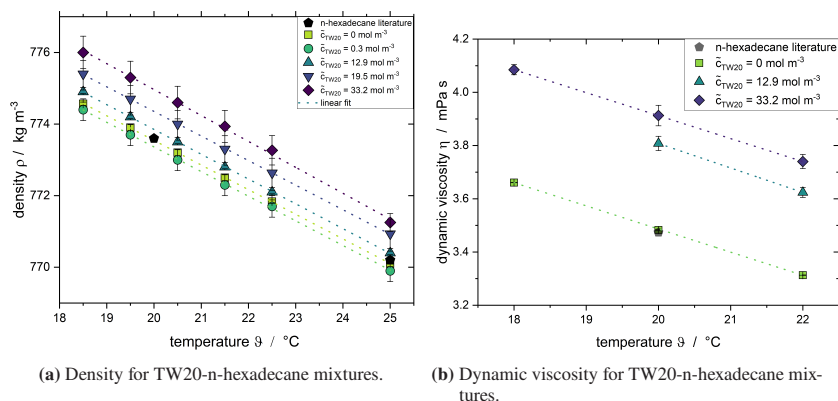 776
774
772
770
density ρ / kg m⁻³
18 19 20 21 22 23 24 25
temperature ϑ / °C
n-hexadecane literature
c̃TW20 = 0 mol m⁻³
c̃TW20 = 0.3 mol m⁻³
c̃TW20 = 12.9 mol m⁻³
c̃TW20 = 19.5 mol m⁻³
c̃TW20 = 33.2 mol m⁻³
linear fit
(a) Density for TW20-n-hexadecane mixtures.
4.2
4.0
3.8
3.6
3.4
3.2
dynamic viscosity η / mPa s
18 19 20 21 22
temperature ϑ / °C
n-hexadecane literature
c̃TW20 = 0 mol m⁻³
c̃TW20 = 12.9 mol m⁻³
c̃TW20 = 33.2 mol m⁻³
(b) Dynamic viscosity for TW20-n-hexadecane mix-
tures.